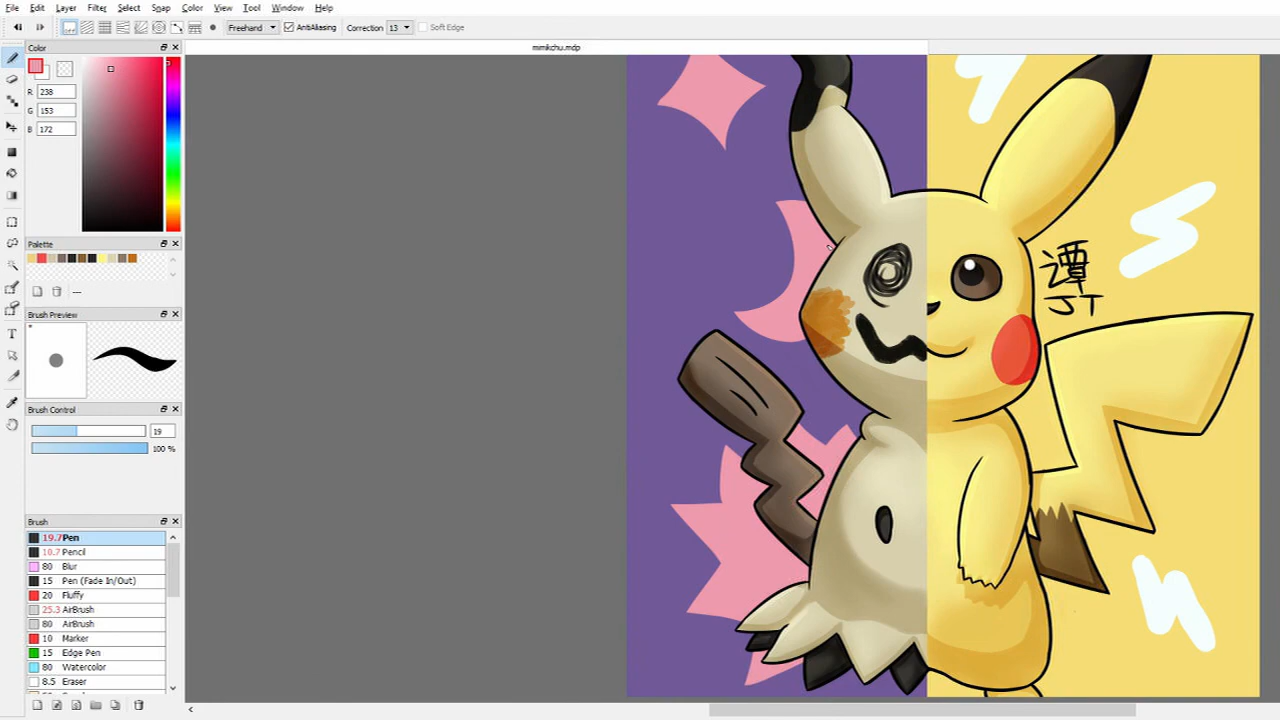 File Edit Layer Filter Select Snap Color View Tool Window Help
OFF Freehand AntiAliasing Correction 13 Soft Edge
Color
mimikchu.mdp
R 238
G 153
B 172
Palette
---
Brush Preview
Brush Control
19
100 %
Brush
19.7 Pen
10.7 Pencil
80 Blur
15 Pen (Fade In/Out)
20 Fluffy
25.3 AirBrush
80 AirBrush
10 Marker
15 Edge Pen
80 Watercolor
8.5 Eraser
谭
JT